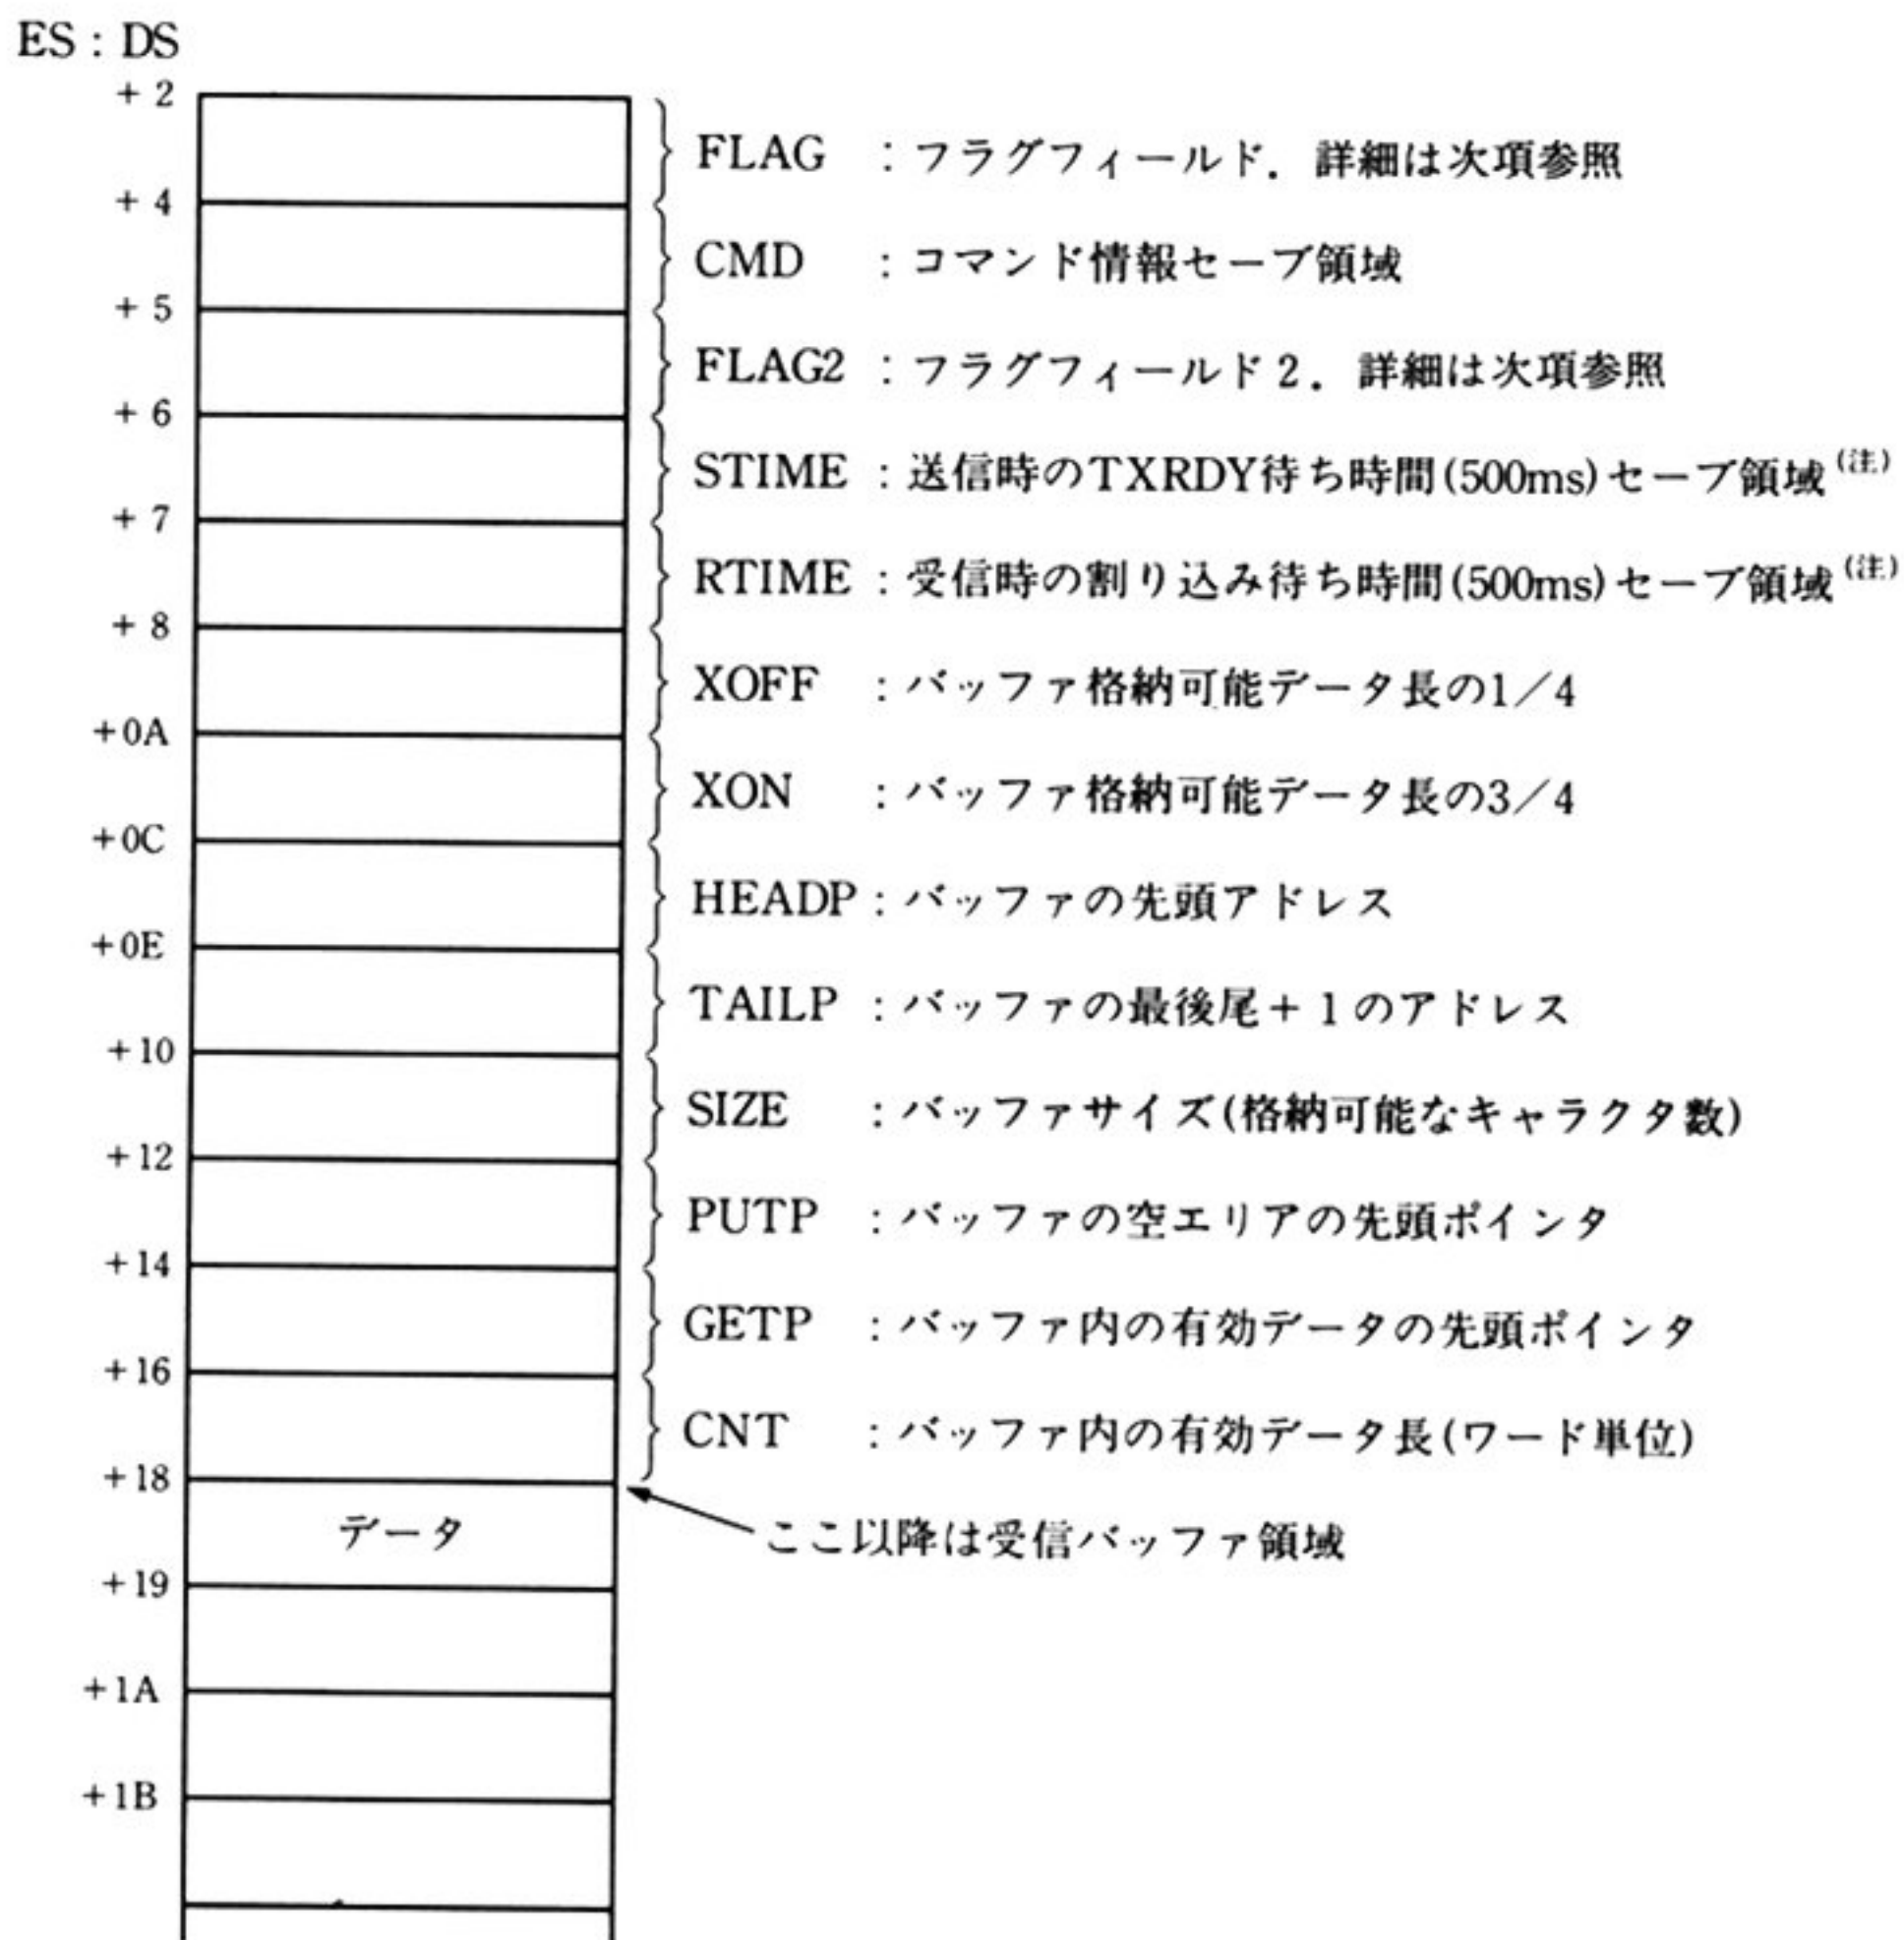 ES : DS
+ 2
FLAG : フラグフィールド. 詳細は次項参照
+ 4
CMD : コマンド情報セーブ領域
+ 5
FLAG2 : フラグフィールド 2. 詳細は次項参照
+ 6
STIME : 送信時のTXRDY待ち時間(500ms)セーブ領域(注)
+ 7
RTIME : 受信時の割り込み待ち時間(500ms)セーブ領域(注)
+ 8
XOFF : バッファ格納可能データ長の1/4
+0A
XON : バッファ格納可能データ長の3/4
+0C
HEADP : バッファの先頭アドレス
+0E
TAILP : バッファの最後尾+1のアドレス
+10
SIZE : バッファサイズ(格納可能なキャラクタ数)
+12
PUTP : バッファの空エリアの先頭ポインタ
+14
GETP : バッファ内の有効データの先頭ポインタ
+16
CNT : バッファ内の有効データ長(ワード単位)
+18
データ
ここ以降は受信バッファ領域
+19
+1A
+1B